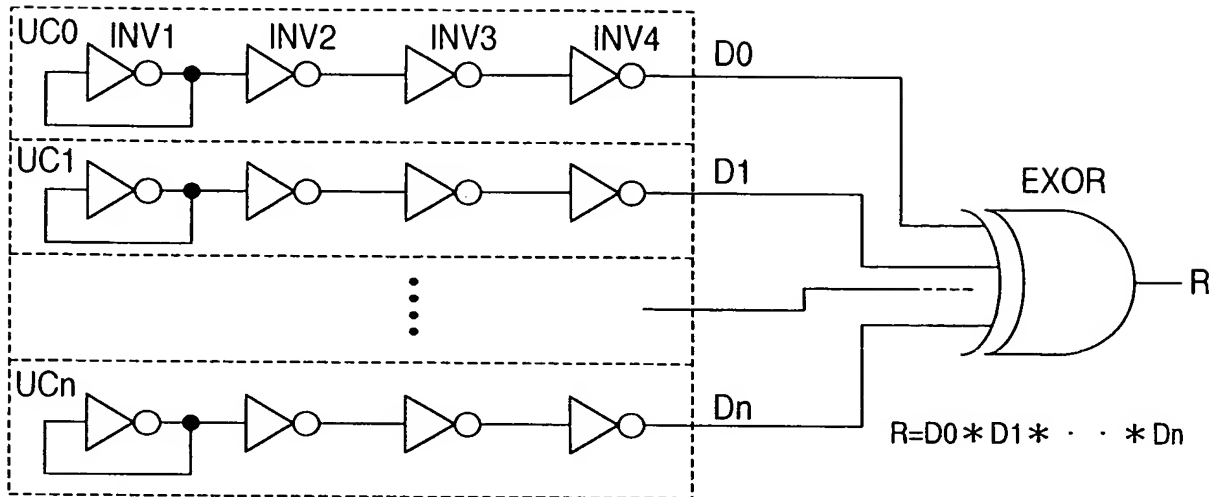 UC0 INV1 INV2 INV3 INV4 D0
UC1 D1
EXOR
R
UCn Dn
R=D0*D1* · · *Dn